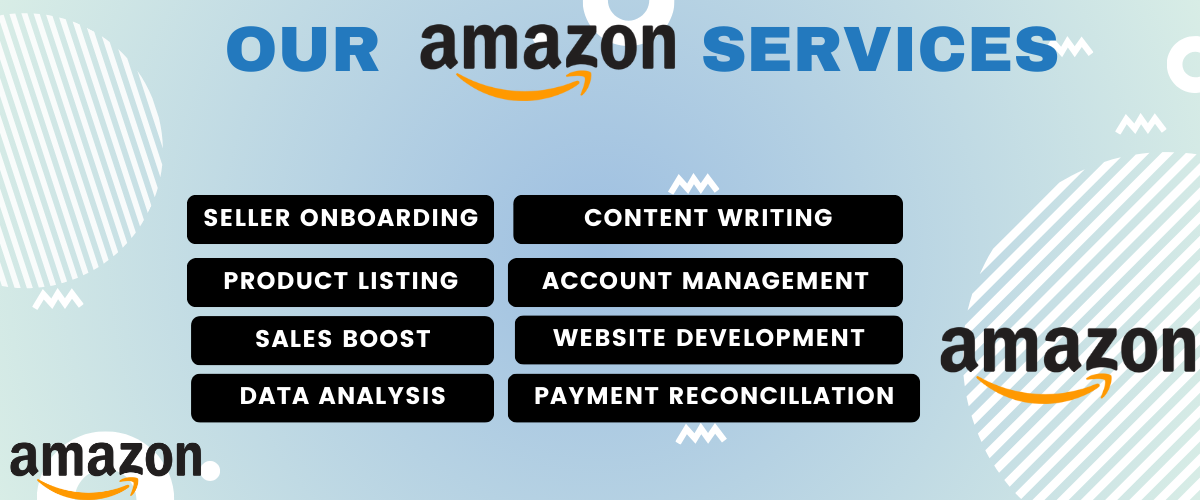 OUR amazon SERVICES
SELLER ONBOARDING
CONTENT WRITING
PRODUCT LISTING
ACCOUNT MANAGEMENT
SALES BOOST
WEBSITE DEVELOPMENT
DATA ANALYSIS
PAYMENT RECONCILLATION
amazon
amazon